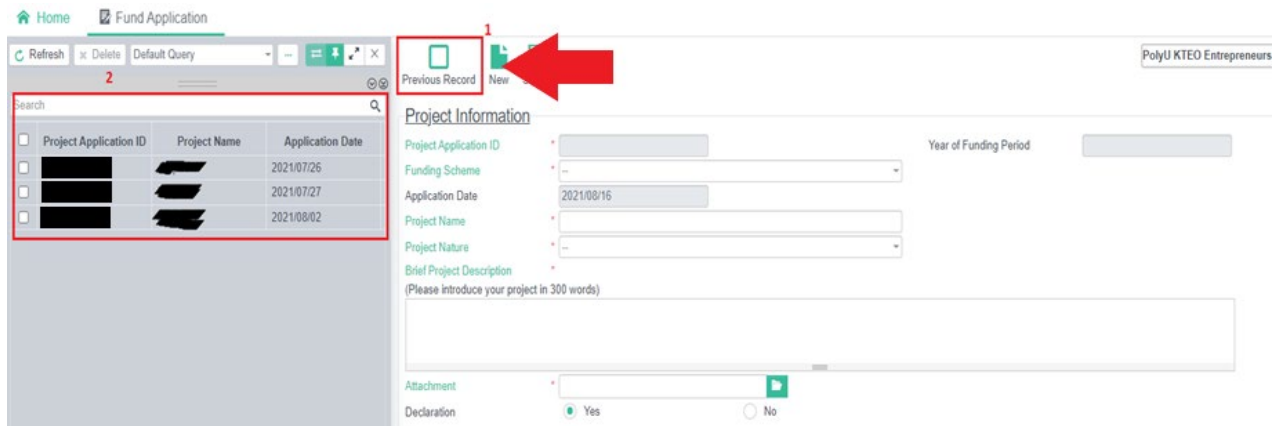 Home Fund Application
1
Refresh Delete Default Query
2
Previous Record New
PolyU KTEO Entrepreneurs
Search
Project Application ID Project Name Application Date
2021/07/26
2021/07/27
2021/08/02
Project Information
Project Application ID * Year of Funding Period
Funding Scheme * --
Application Date 2021/08/16
Project Name *
Project Nature * --
Brief Project Description *
(Please introduce your project in 300 words)
Attachment *
Declaration Yes No